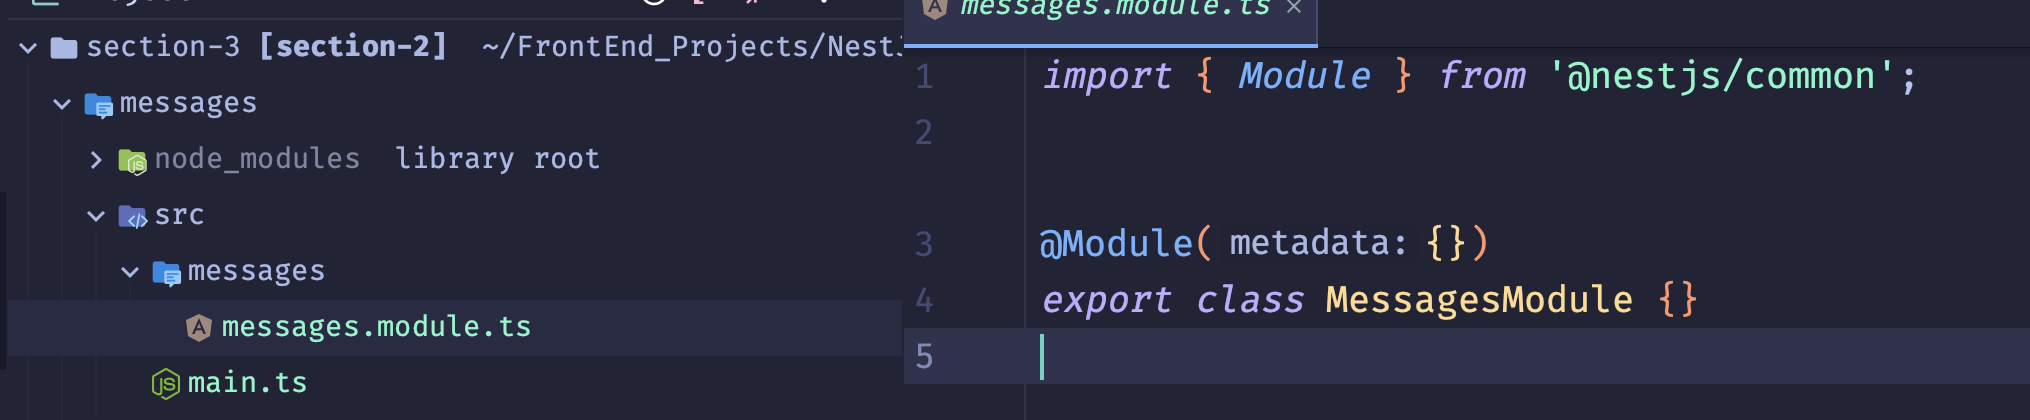 section-3 [section-2] ~/FrontEnd_Projects/Nest
messages
node_modules library root
src
messages
messages.module.ts
main.ts
messages.module.ts ×
1 import { Module } from '@nestjs/common';
2
3 @Module( metadata: {})
4 export class MessagesModule {}
5